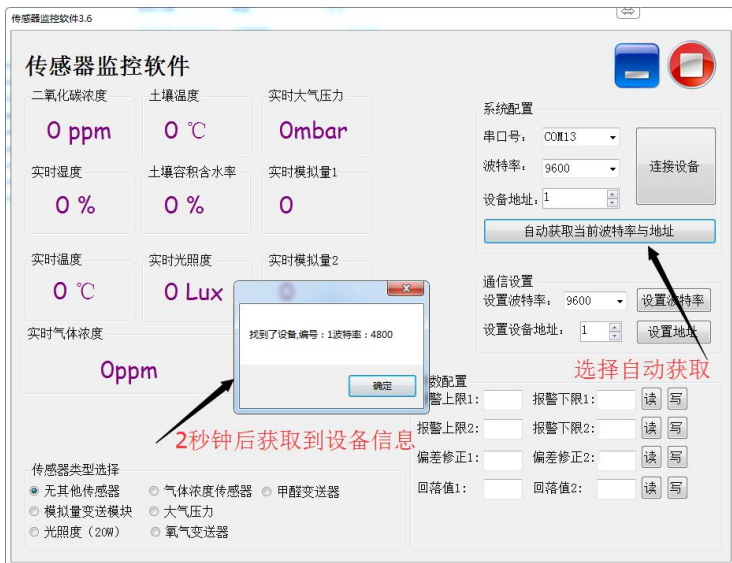 传感器监控软件3.6
传感器监控软件
二氧化碳浓度 土壤温度 实时大气压力
0 ppm 0 ℃ 0mbar
实时湿度 土壤容积含水率 实时模拟量1
0 % 0 % 0
实时温度 实时光照度 实时模拟量2
0 ℃ 0 Lux 0
实时气体浓度
0ppm
找到了设备,编号：1波特率：4800
确定
2秒钟后获取到设备信息
传感器类型选择
无其他传感器 气体浓度传感器 甲醛变送器
模拟量变送模块 大气压力
光照度（20W） 氧气变送器
系统配置
串口号： COM13
波特率： 9600 连接设备
设备地址： 1
自动获取当前波特率与地址
通信设置
设置波特率： 9600 设置波特率
设置设备地址： 1 设置地址
选择自动获取
数配置
警上限1: 报警下限1: 读 写
报警上限2: 报警下限2: 读 写
偏差修正1: 偏差修正2: 读 写
回落值1: 回落值2: 读 写